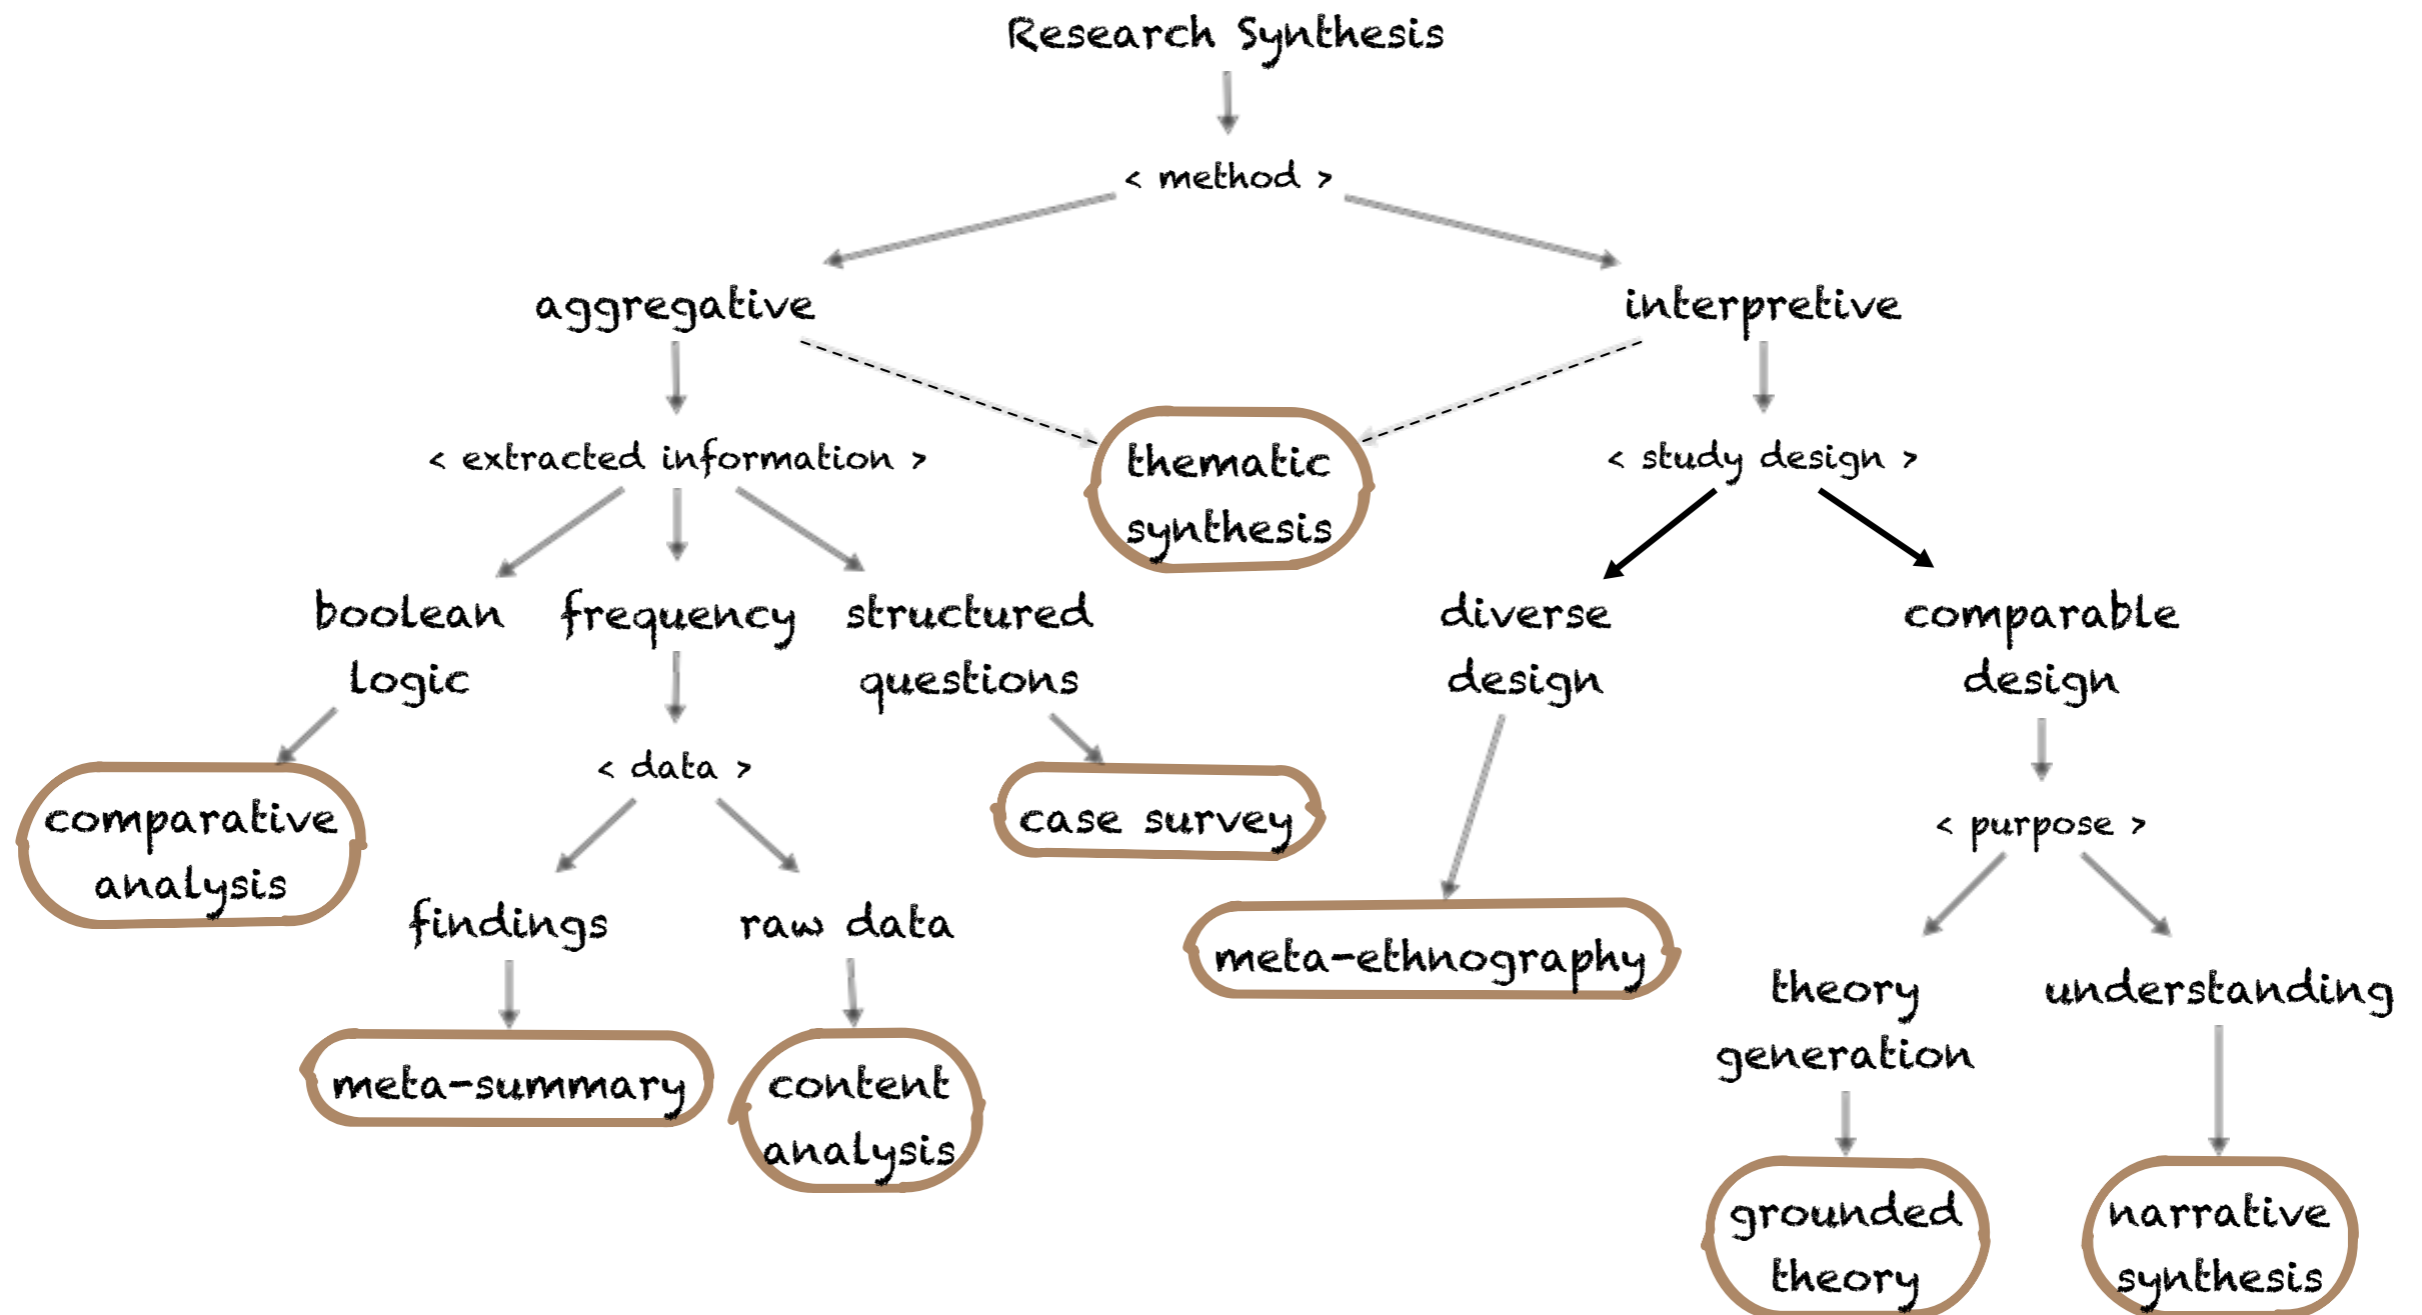 Research Synthesis
< method >
aggregative
interpretive
< extracted information >
thematic
synthesis
< study design >
boolean
logic
frequency
structured
questions
diverse
design
comparable
design
< data >
comparative
analysis
case survey
< purpose >
findings
raw data
meta-ethnography
theory
generation
understanding
meta-summary
content
analysis
grounded
theory
narrative
synthesis